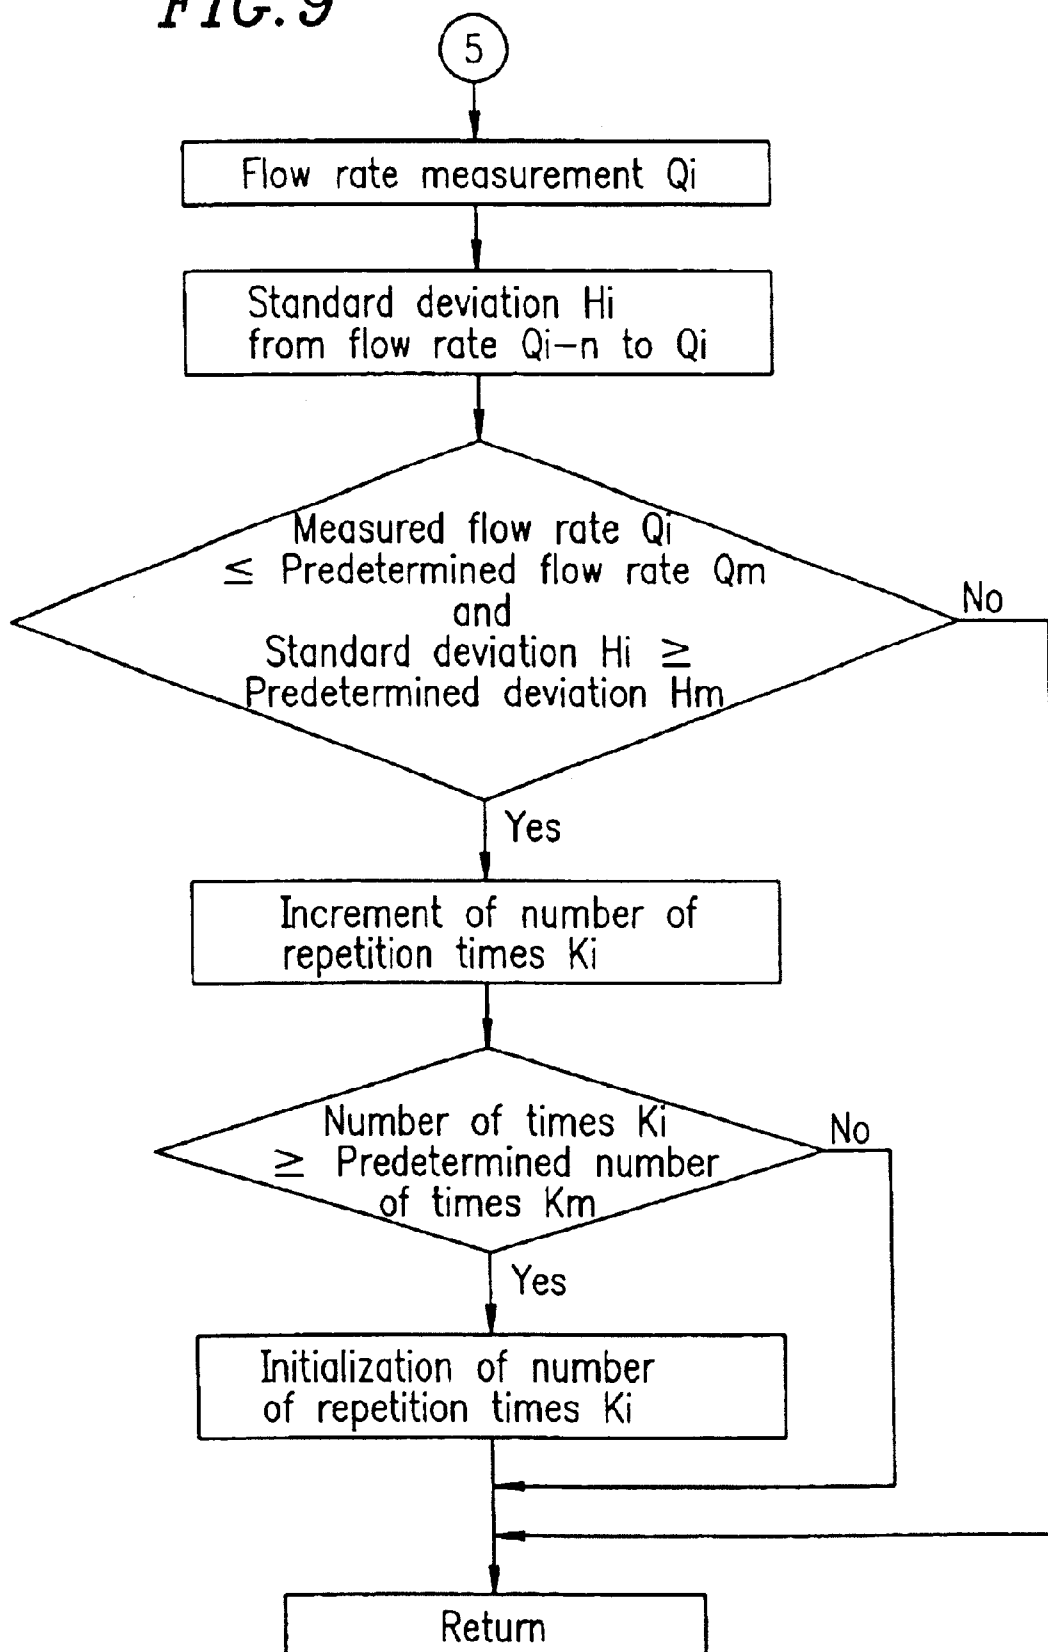 FIG. 9
5
Flow rate measurement Qi
Standard deviation Hi
from flow rate Qi-n to Qi
Measured flow rate Qi
≤ Predetermined flow rate Qm
and
Standard deviation Hi ≥
Predetermined deviation Hm
No
Yes
Increment of number of
repetition times Ki
Number of times Ki
≥ Predetermined number
of times Km
No
Yes
Initialization of number
of repetition times Ki
Return